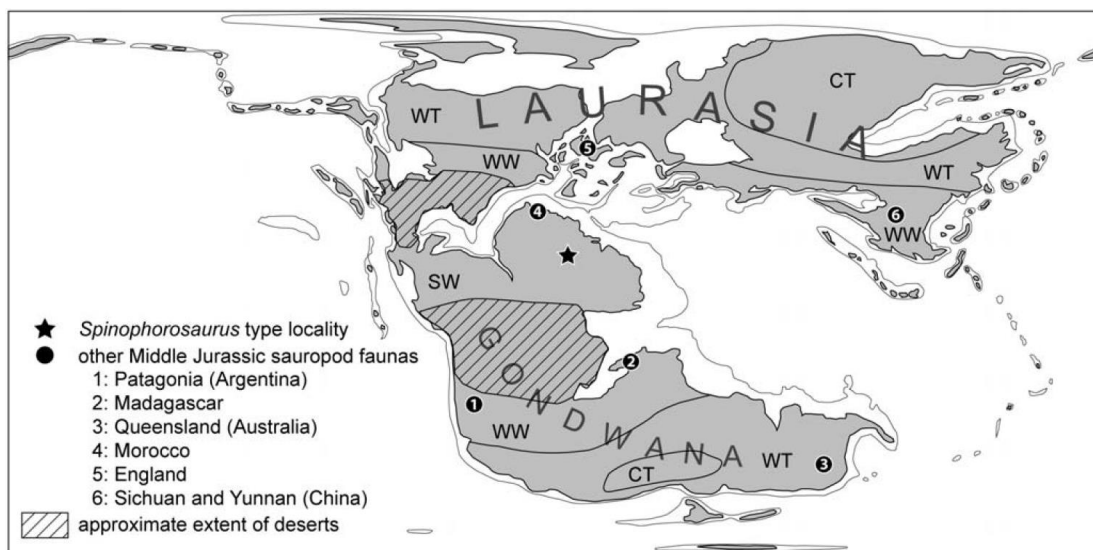 CT
WT
LAURASIA
5
WW
WT
4
6
WW
SW
GONDWANA
2
1
WW
CT
WT
3
Spinophorosaurus type locality
other Middle Jurassic sauropod faunas
1: Patagonia (Argentina)
2: Madagascar
3: Queensland (Australia)
4: Morocco
5: England
6: Sichuan and Yunnan (China)
approximate extent of deserts